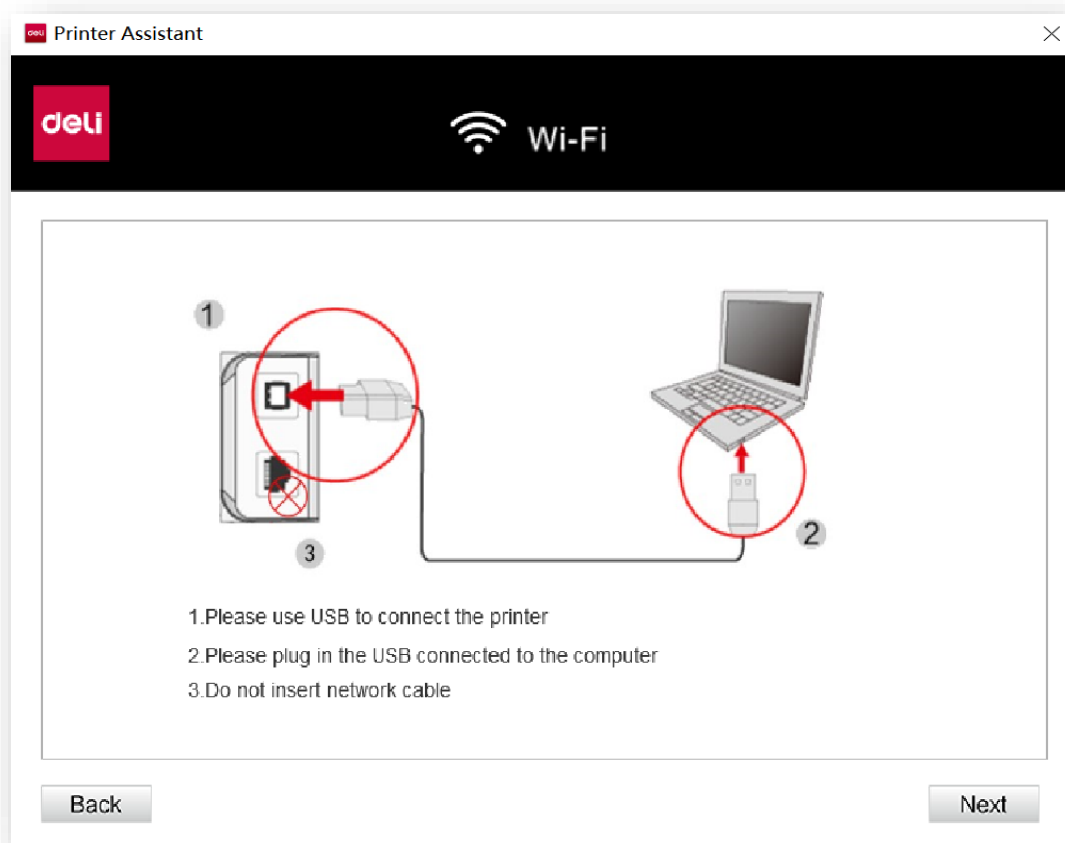 deli Printer Assistant
deli
Wi-Fi
1
2
3
1.Please use USB to connect the printer
2.Please plug in the USB connected to the computer
3.Do not insert network cable
Back
Next